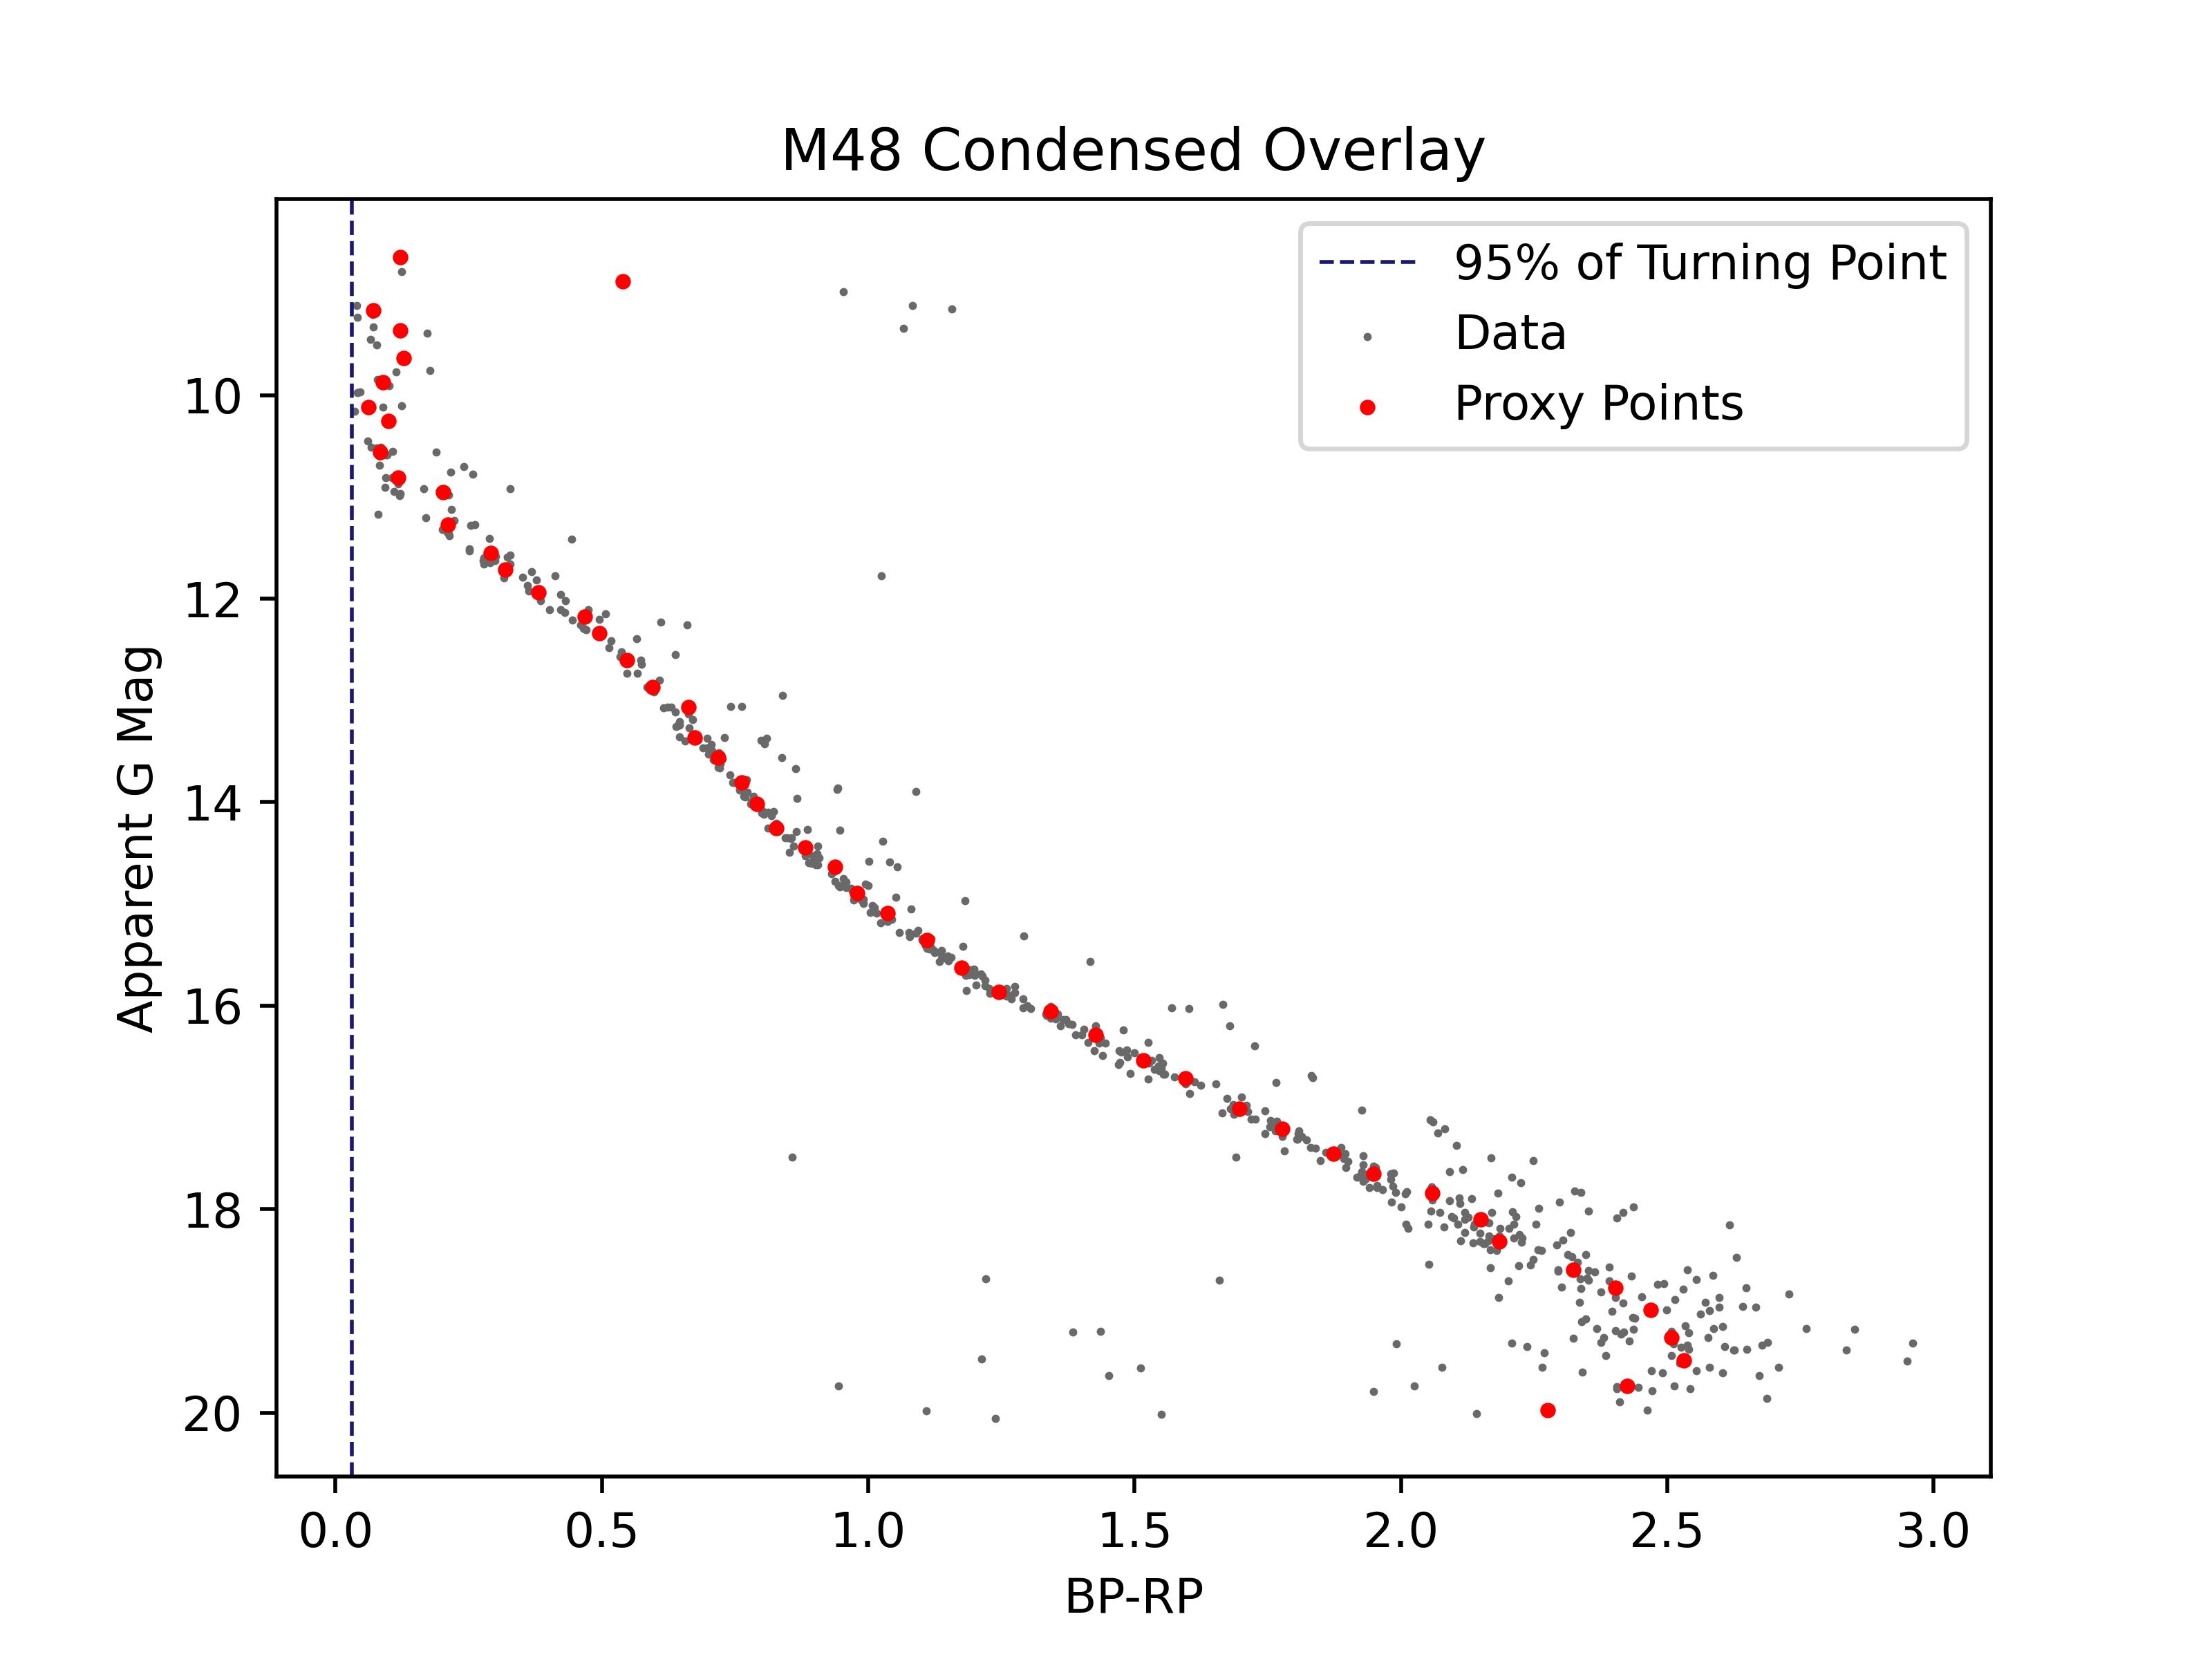 M48 Condensed Overlay
95% of Turning Point
Data
Proxy Points
Apparent G Mag
10
12
14
16
18
20
0.0 0.5 1.0 1.5 2.0 2.5 3.0
BP-RP